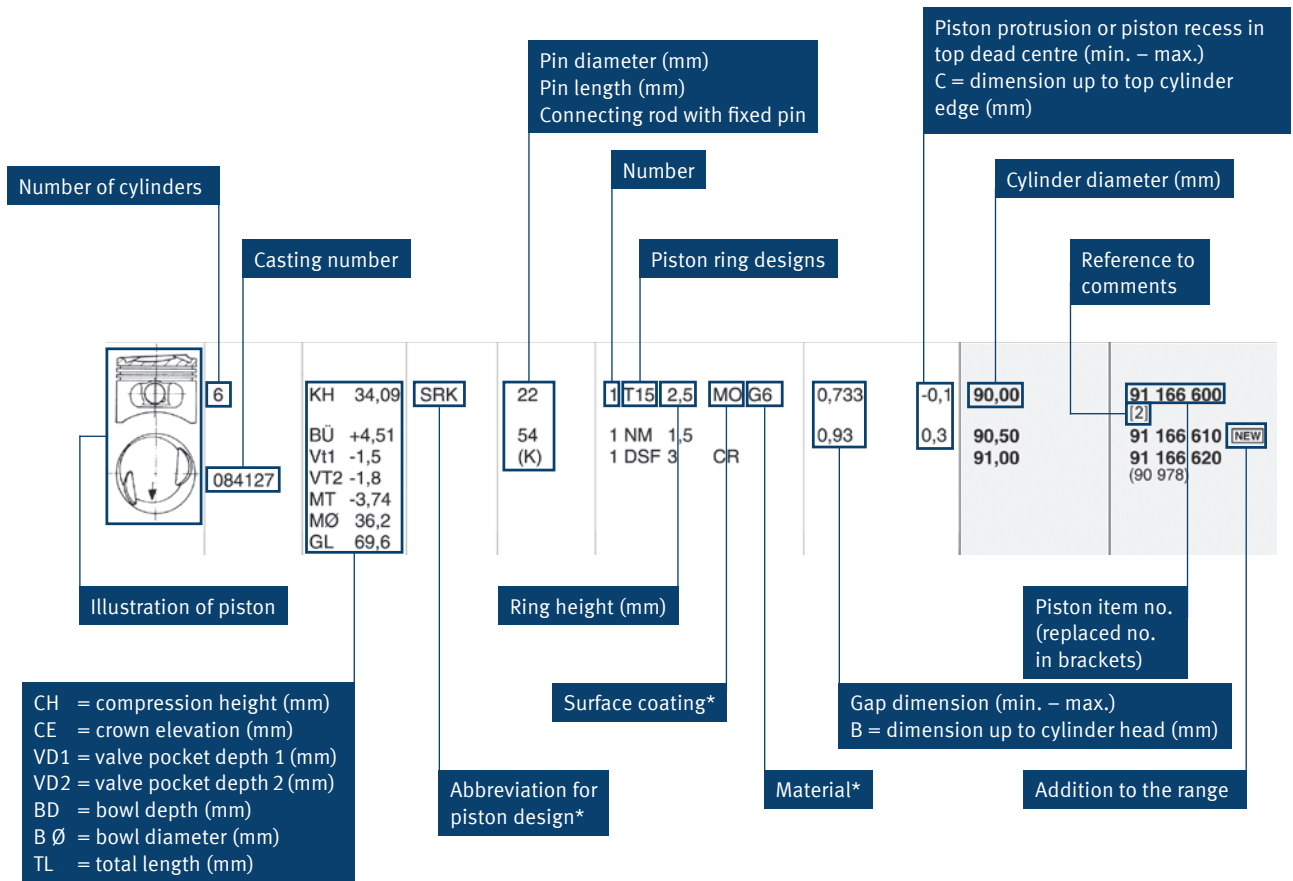 Piston protrusion or piston recess in
top dead centre (min. – max.)
C = dimension up to top cylinder
edge (mm)
Pin diameter (mm)
Pin length (mm)
Connecting rod with fixed pin
Number
Number of cylinders
Cylinder diameter (mm)
Casting number
Piston ring designs
Reference to
comments
6
084127
KH 34,09
BÜ +4,51
Vt1 -1,5
VT2 -1,8
MT -3,74
MØ 36,2
GL 69,6
SRK
22
54
(K)
1 T15 2,5 MO G6
1 NM 1,5
1 DSF 3 CR
0,733
0,93
-0,1
0,3
90,00
90,50
91,00
91 166 600
[2]
91 166 610 NEW
91 166 620
(90 978)
Illustration of piston
Ring height (mm)
Piston item no.
(replaced no.
in brackets)
CH = compression height (mm)
CE = crown elevation (mm)
VD1 = valve pocket depth 1 (mm)
VD2 = valve pocket depth 2 (mm)
BD = bowl depth (mm)
B Ø = bowl diameter (mm)
TL = total length (mm)
Surface coating*
Gap dimension (min. – max.)
B = dimension up to cylinder head (mm)
Abbreviation for
piston design*
Material*
Addition to the range